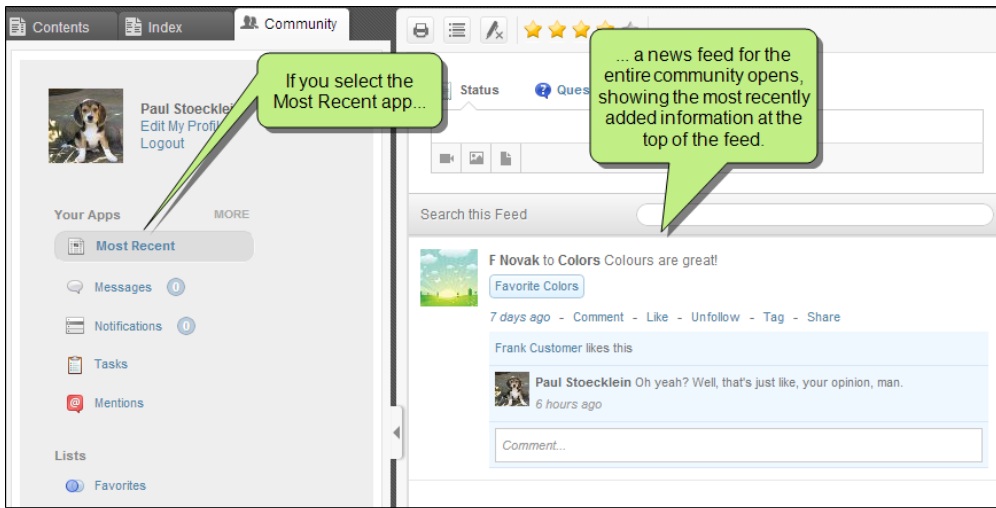 Contents
Index
Community
If you select the
Most Recent app...
... a news feed for the
entire community opens,
showing the most recently
added information at the
top of the feed.
Paul Stoecklei
Edit My Profi
Logout
Status
Ques
Your Apps
MORE
Most Recent
Messages 0
Notifications 0
Tasks
Mentions
Lists
Favorites
Search this Feed
F Novak to Colors Colours are great!
Favorite Colors
7 days ago - Comment - Like - Unfollow - Tag - Share
Frank Customer likes this
Paul Stoecklein Oh yeah? Well, that's just like, your opinion, man.
6 hours ago
Comment...